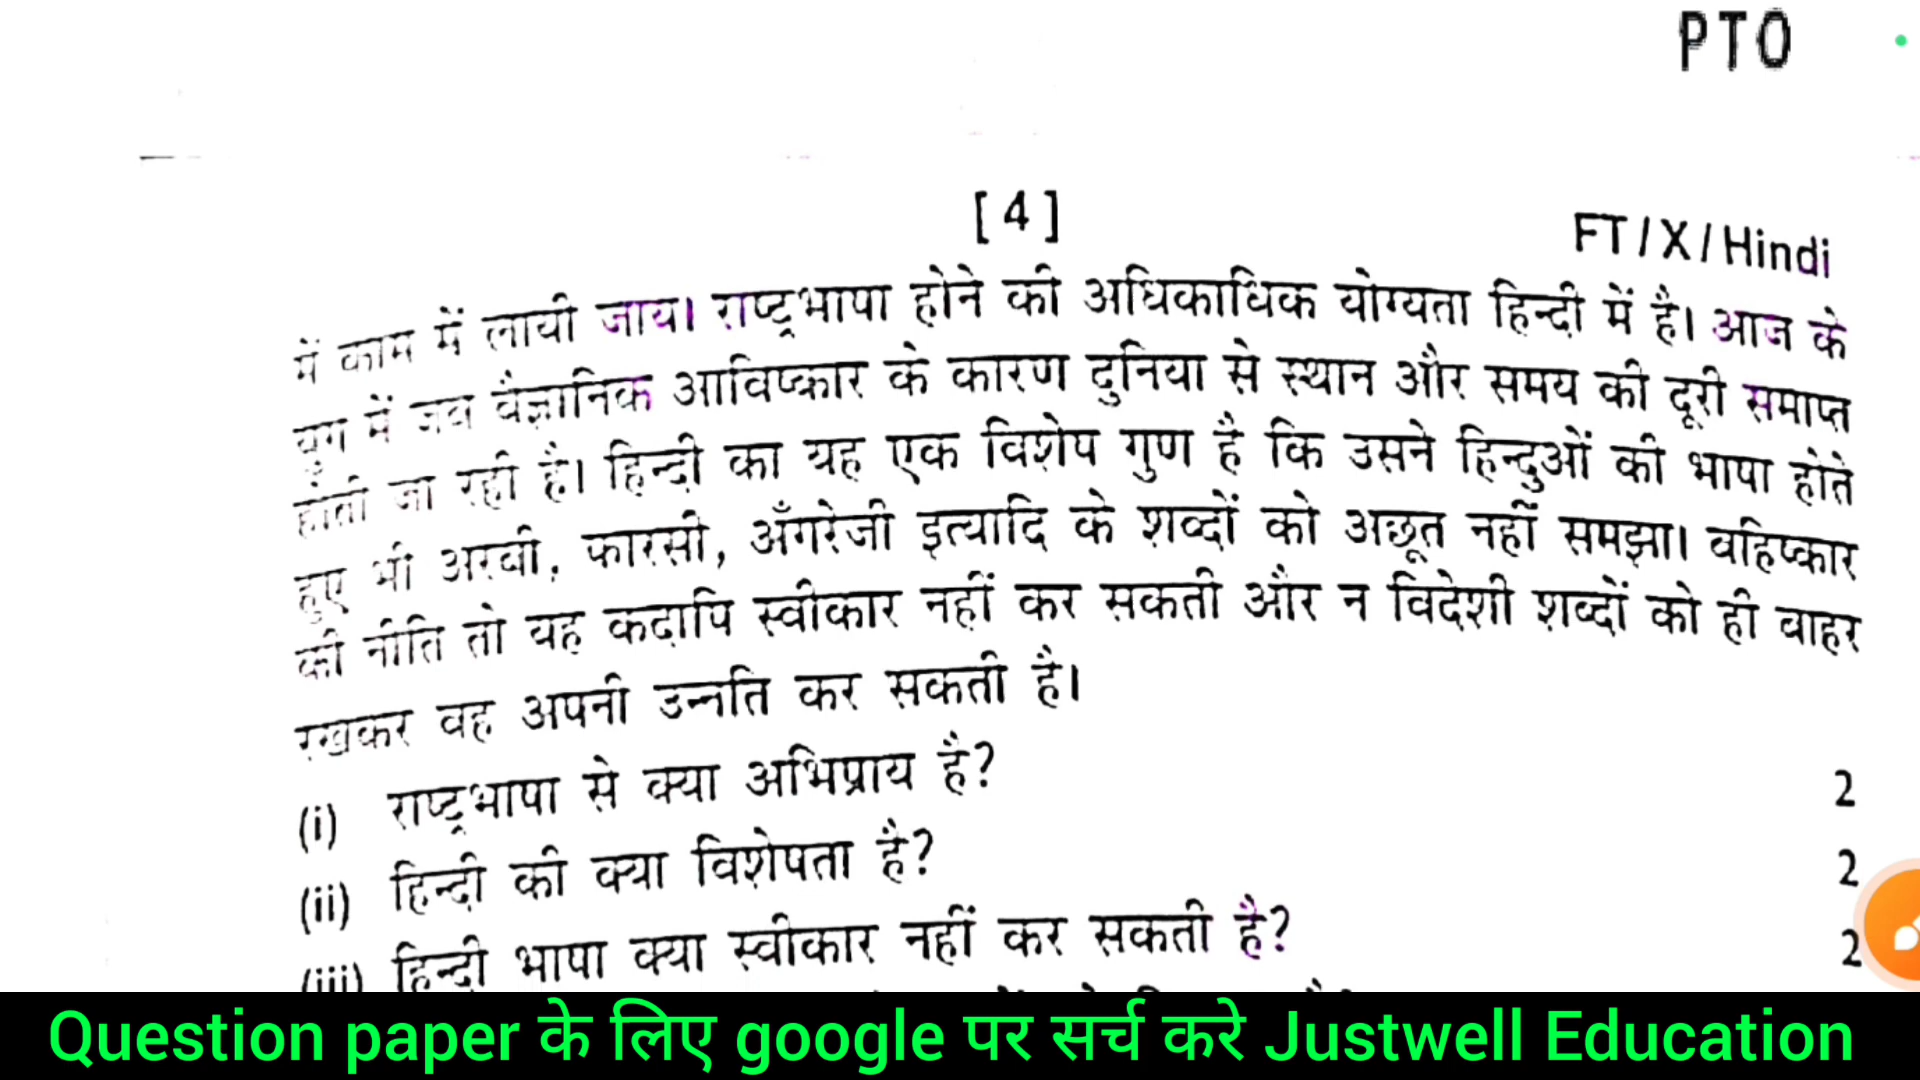 PTO
[ 4 ]
FT / X / Hindi
में काम में लायी जाय। राष्ट्रभाषा होने की अधिकाधिक योग्यता हिन्दी में है। आज के
युग में जब वैज्ञानिक आविष्कार के कारण दुनिया से स्थान और समय की दूरी समाप्त
होती जा रही है। हिन्दी का यह एक विशेष गुण है कि उसने हिन्दुओं की भाषा होते
हुए भी अरबी, फारसी, अँगरेजी इत्यादि के शब्दों को अछूत नहीं समझा। बहिष्कार
की नीति तो यह कदापि स्वीकार नहीं कर सकती और न विदेशी शब्दों को ही बाहर
रखकर वह अपनी उन्नति कर सकती है।
(i) राष्ट्रभाषा से क्या अभिप्राय है? 2
(ii) हिन्दी की क्या विशेषता है? 2
(iii) हिन्दी भाषा क्या स्वीकार नहीं कर सकती है? 2
Question paper के लिए google पर सर्च करे Justwell Education